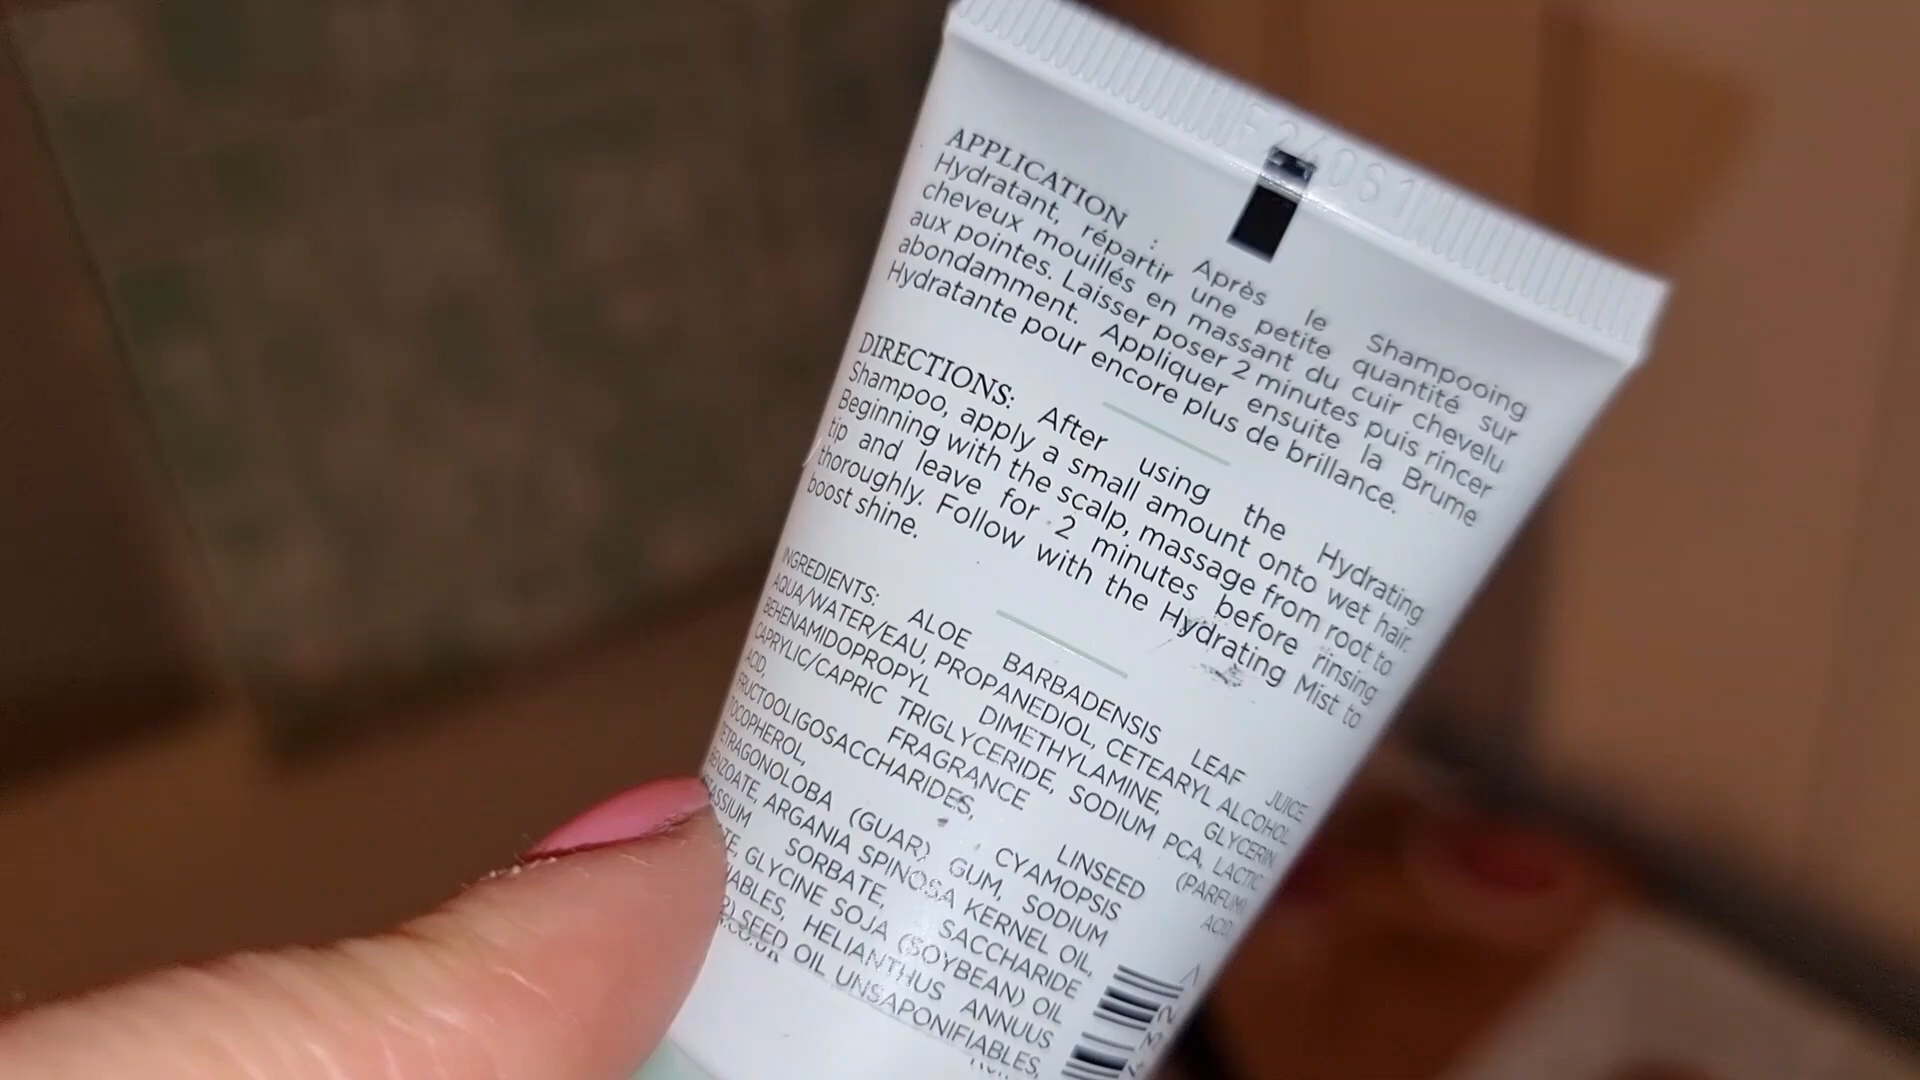 F 24061
APPLICATION : Après le Shampooing
Hydratant, répartir une petite quantité sur
cheveux mouillés en massant du cuir chevelu
aux pointes. Laisser poser 2 minutes puis rincer
abondamment. Appliquer ensuite la Brume
Hydratante pour encore plus de brillance.
DIRECTIONS: After using the Hydrating
Shampoo, apply a small amount onto wet hair.
Beginning with the scalp, massage from root to
tip and leave for 2 minutes before rinsing
thoroughly. Follow with the Hydrating Mist to
boost shine.
INGREDIENTS: ALOE BARBADENSIS LEAF JUICE
AQUA/WATER/EAU, PROPANEDIOL, CETEARYL ALCOHOL
BEHENAMIDOPROPYL DIMETHYLAMINE, GLYCERIN
CAPRYLIC/CAPRIC TRIGLYCERIDE, SODIUM PCA, LACTIC
ACID, FRAGRANCE (PARFUM)
FRUCTOOLIGOSACCHARIDES, LINSEED ACID
TOCOPHEROL, CYAMOPSIS
TETRAGONOLOBA (GUAR) GUM, SODIUM
BENZOATE, ARGANIA SPINOSA KERNEL OIL,
SORBATE, SACCHARIDE
GLYCINE SOJA (SOYBEAN) OIL
HELIANTHUS ANNUUS
SEED OIL UNSAPONIFIABLES,